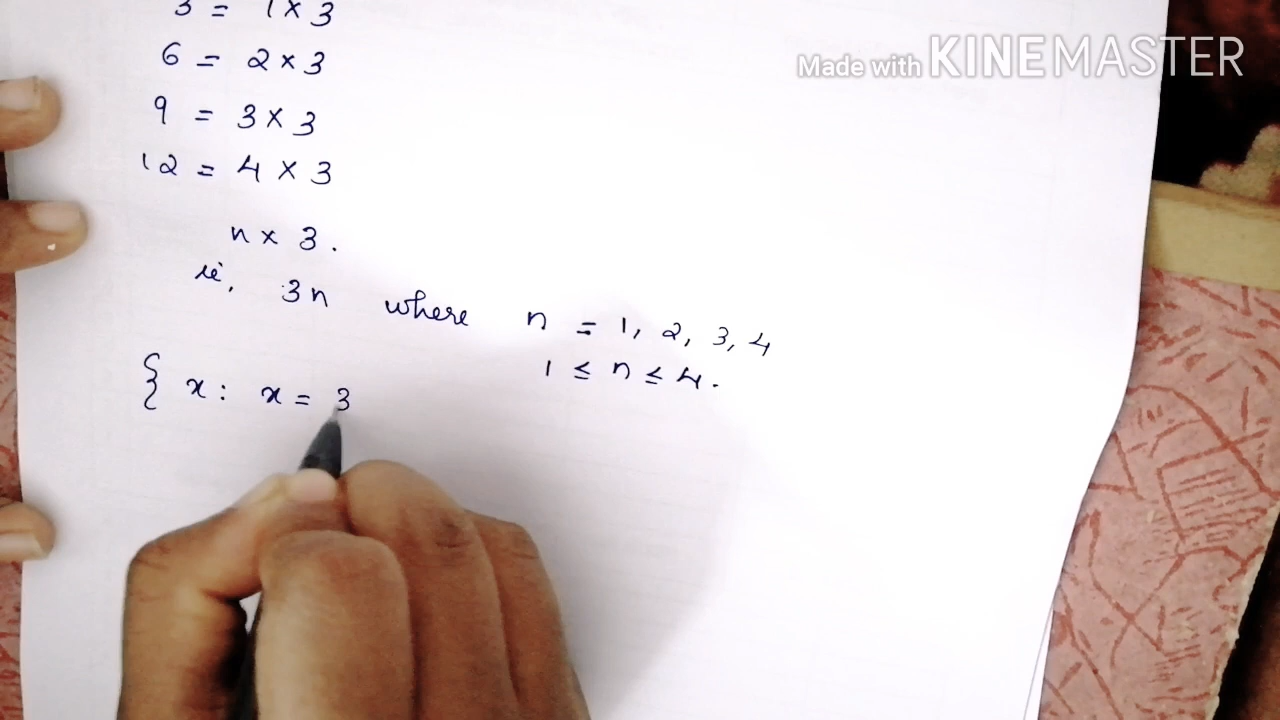 3 = 1 × 3
Made with KINEMASTER
6 = 2 × 3
9 = 3 × 3
12 = 4 × 3
n × 3.
ie, 3n where n = 1, 2, 3, 4
1 ≤ n ≤ 4.
{ x : x = 3